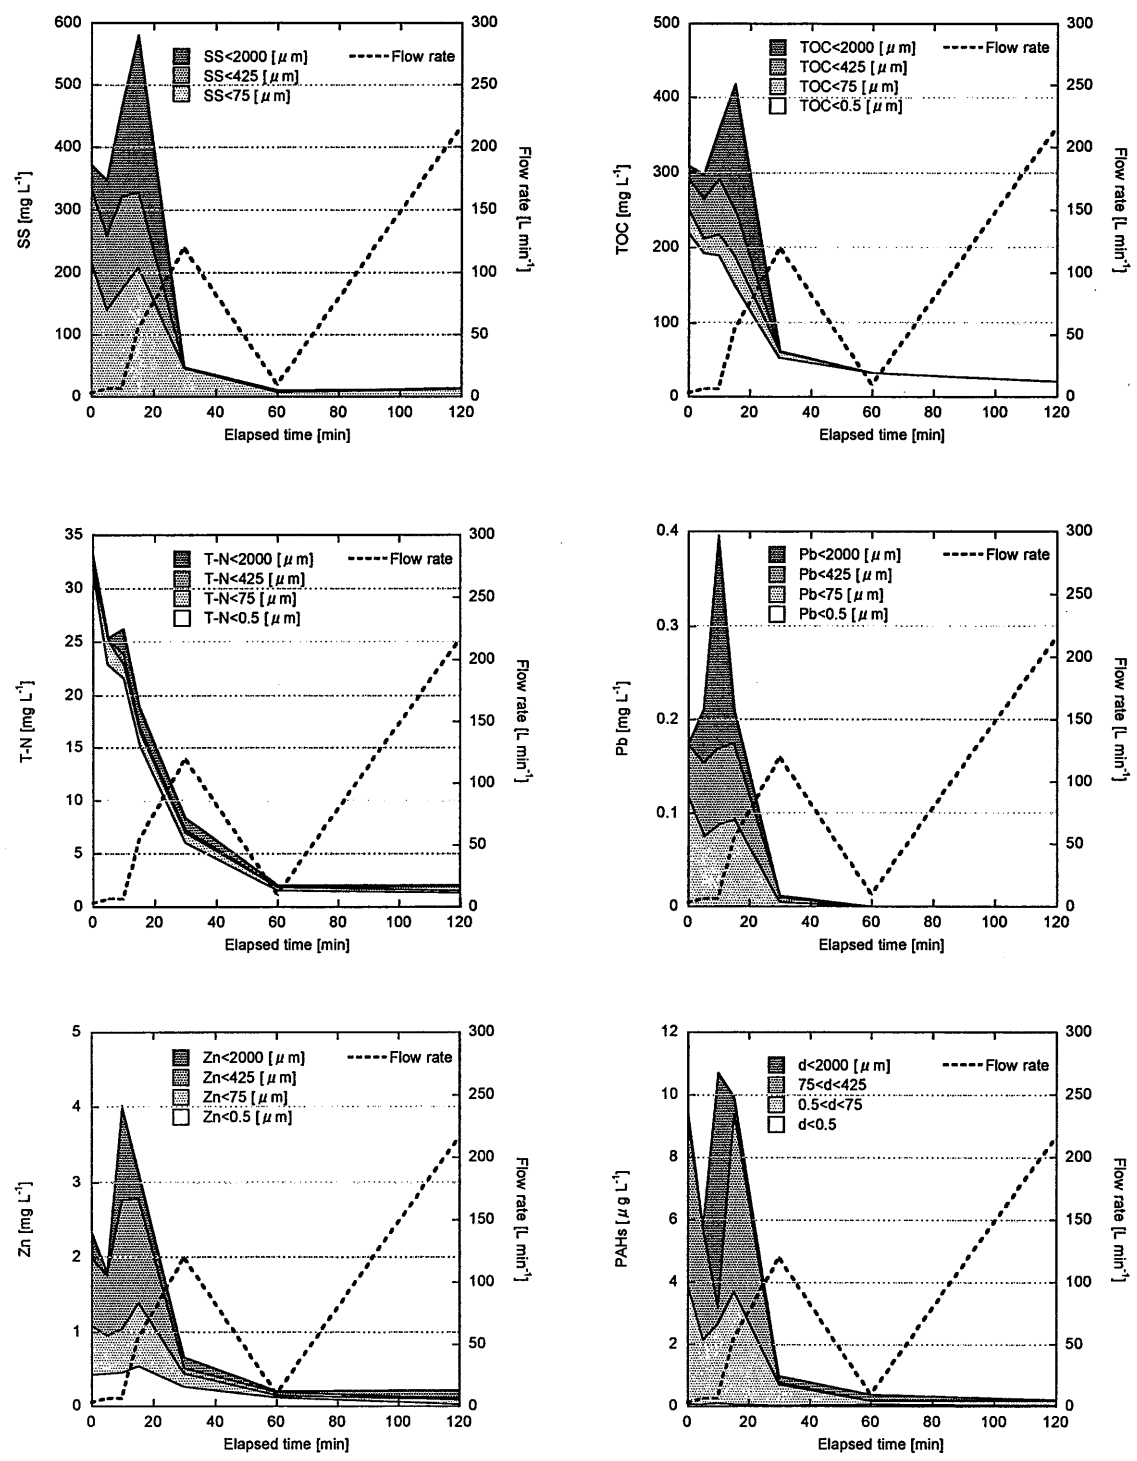 SS<2000 [μm]
SS<425 [μm]
SS<75 [μm]
Flow rate
600
500
400
300
200
100
0
300
250
200
150
100
50
0
0 20 40 60 80 100 120
SS [mg L⁻¹]
Flow rate [L min⁻¹]
Elapsed time [min]
TOC<2000 [μm]
TOC<425 [μm]
TOC<75 [μm]
TOC<0.5 [μm]
Flow rate
500
400
300
200
100
0
300
250
200
150
100
50
0
0 20 40 60 80 100 120
TOC [mg L⁻¹]
Flow rate [L min⁻¹]
Elapsed time [min]
T-N<2000 [μm]
T-N<425 [μm]
T-N<75 [μm]
T-N<0.5 [μm]
Flow rate
35
30
25
20
15
10
5
0
300
250
200
150
100
50
0
0 20 40 60 80 100 120
T-N [mg L⁻¹]
Flow rate [L min⁻¹]
Elapsed time [min]
Pb<2000 [μm]
Pb<425 [μm]
Pb<75 [μm]
Pb<0.5 [μm]
Flow rate
0.4
0.3
0.2
0.1
0
300
250
200
150
100
50
0
0 20 40 60 80 100 120
Pb [mg L⁻¹]
Flow rate [L min⁻¹]
Elapsed time [min]
Zn<2000 [μm]
Zn<425 [μm]
Zn<75 [μm]
Zn<0.5 [μm]
Flow rate
5
4
3
2
1
0
300
250
200
150
100
50
0
0 20 40 60 80 100 120
Zn [mg L⁻¹]
Flow rate [L min⁻¹]
Elapsed time [min]
d<2000 [μm]
75<d<425
0.5<d<75
d<0.5
Flow rate
12
10
8
6
4
2
0
300
250
200
150
100
50
0
0 20 40 60 80 100 120
PAHs [μg L⁻¹]
Flow rate [L min⁻¹]
Elapsed time [min]